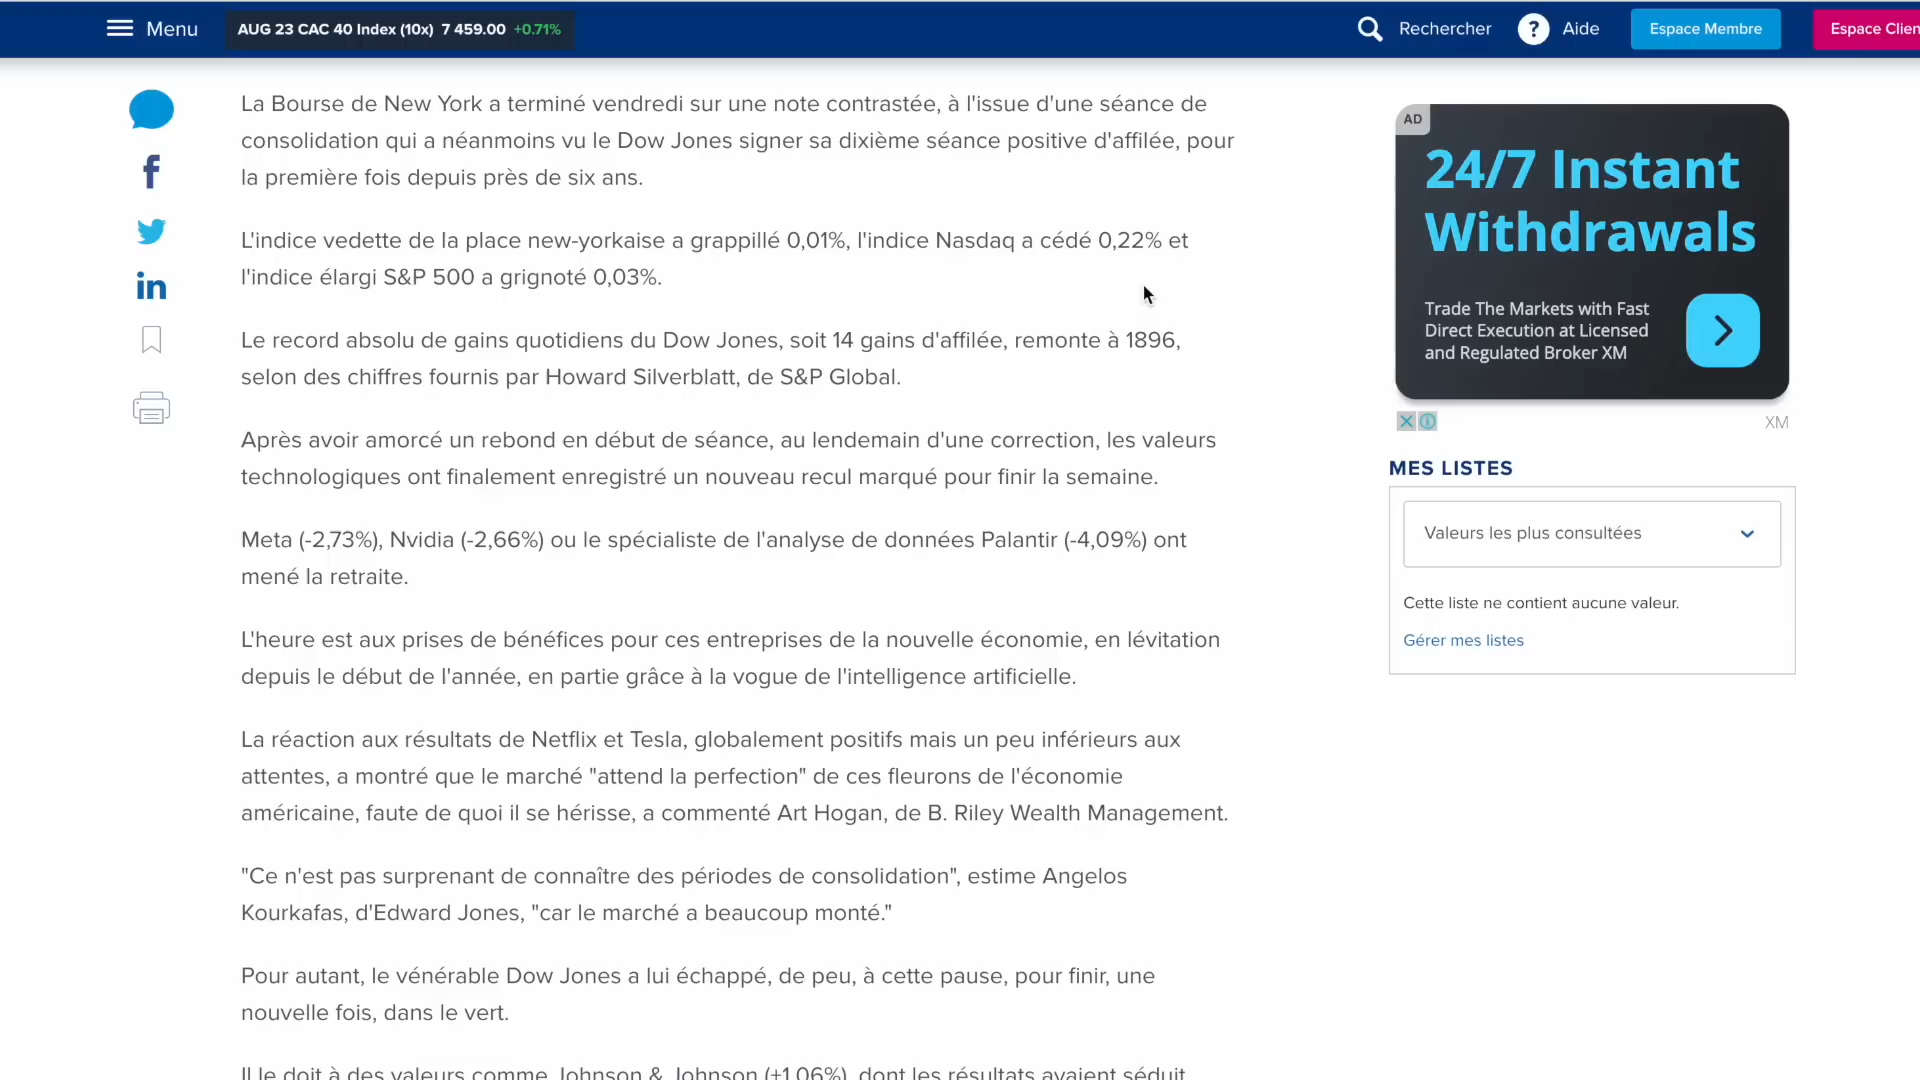 Menu
AUG 23 CAC 40 Index (10x) 7 459.00 +0.71%
Rechercher
? Aide
Espace Membre
Espace Clien
La Bourse de New York a terminé vendredi sur une note contrastée, à l'issue d'une séance de
consolidation qui a néanmoins vu le Dow Jones signer sa dixième séance positive d'affilée, pour
la première fois depuis près de six ans.
L'indice vedette de la place new-yorkaise a grappillé 0,01%, l'indice Nasdaq a cédé 0,22% et
l'indice élargi S&P 500 a grignoté 0,03%.
Le record absolu de gains quotidiens du Dow Jones, soit 14 gains d'affilée, remonte à 1896,
selon des chiffres fournis par Howard Silverblatt, de S&P Global.
Après avoir amorcé un rebond en début de séance, au lendemain d'une correction, les valeurs
technologiques ont finalement enregistré un nouveau recul marqué pour finir la semaine.
Meta (-2,73%), Nvidia (-2,66%) ou le spécialiste de l'analyse de données Palantir (-4,09%) ont
mené la retraite.
L'heure est aux prises de bénéfices pour ces entreprises de la nouvelle économie, en lévitation
depuis le début de l'année, en partie grâce à la vogue de l'intelligence artificielle.
La réaction aux résultats de Netflix et Tesla, globalement positifs mais un peu inférieurs aux
attentes, a montré que le marché "attend la perfection" de ces fleurons de l'économie
américaine, faute de quoi il se hérisse, a commenté Art Hogan, de B. Riley Wealth Management.
"Ce n'est pas surprenant de connaître des périodes de consolidation", estime Angelos
Kourkafas, d'Edward Jones, "car le marché a beaucoup monté."
Pour autant, le vénérable Dow Jones a lui échappé, de peu, à cette pause, pour finir, une
nouvelle fois, dans le vert.
Il le doit à des valeurs comme Johnson & Johnson (+1,06%), dont les résultats avaient séduit
AD
24/7 Instant
Withdrawals
Trade The Markets with Fast
Direct Execution at Licensed
and Regulated Broker XM
XM
MES LISTES
Valeurs les plus consultées
Cette liste ne contient aucune valeur.
Gérer mes listes